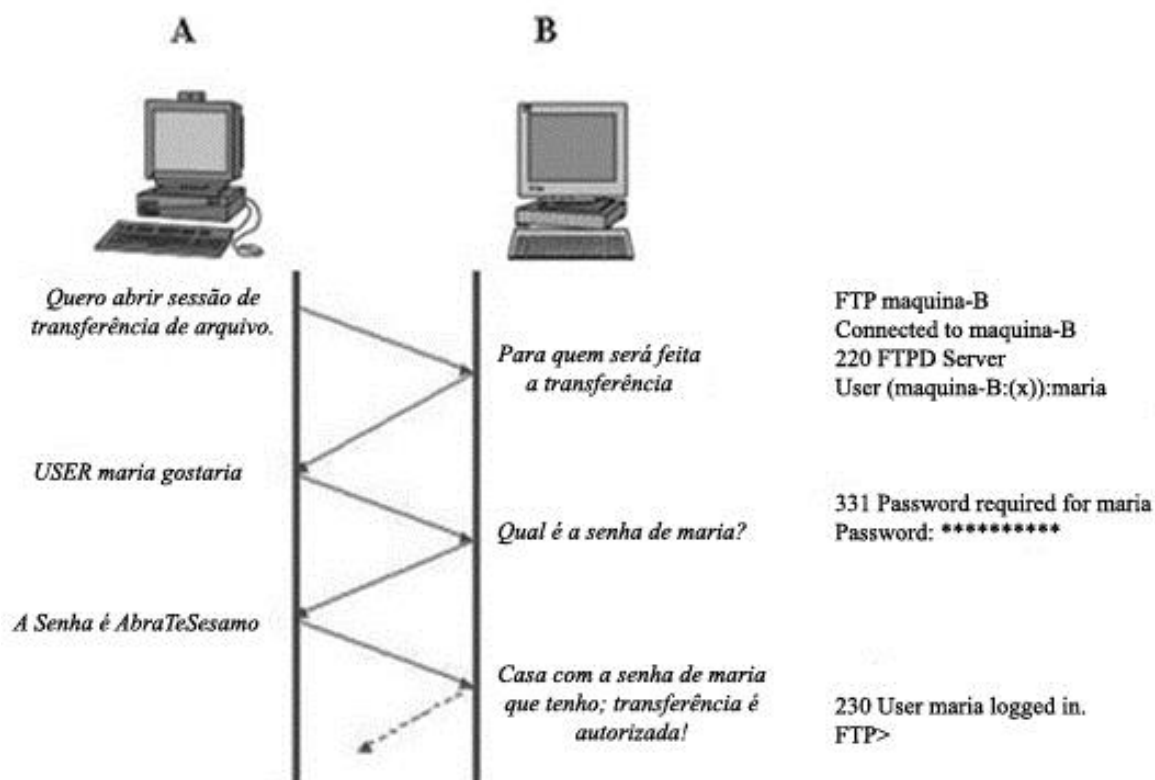 A
B
Quero abrir sessão de
transferência de arquivo.
FTP maquina-B
Connected to maquina-B
220 FTPD Server
User (maquina-B:(x)):maria
Para quem será feita
a transferência
USER maria gostaria
331 Password required for maria
Password: **********
Qual é a senha de maria?
A Senha é AbraTeSesamo
Casa com a senha de maria
que tenho; transferência é
autorizada!
230 User maria logged in.
FTP>